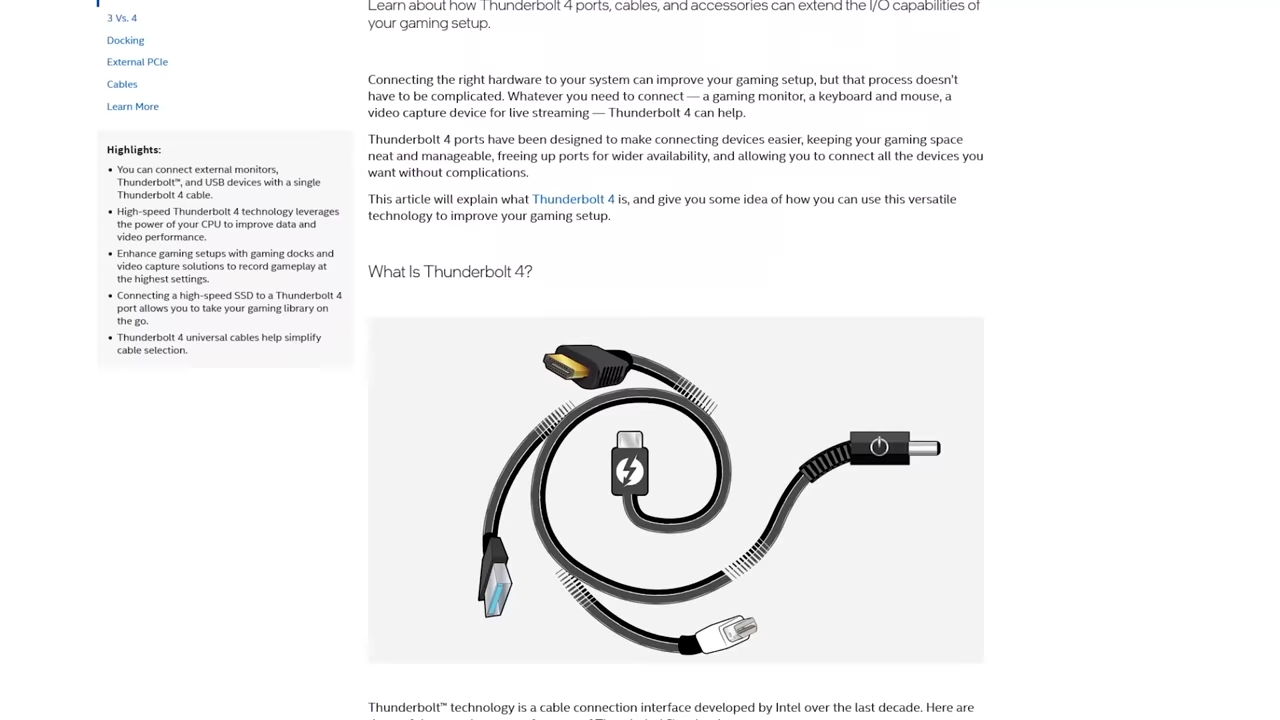 3 Vs. 4
Docking
External PCIe
Cables
Learn More
Highlights:
• You can connect external monitors,
Thunderbolt™, and USB devices with a single
Thunderbolt 4 cable.
• High-speed Thunderbolt 4 technology leverages
the power of your CPU to improve data and
video performance.
• Enhance gaming setups with gaming docks and
video capture solutions to record gameplay at
the highest settings.
• Connecting a high-speed SSD to a Thunderbolt 4
port allows you to take your gaming library on
the go.
• Thunderbolt 4 universal cables help simplify
cable selection.
Learn about how Thunderbolt 4 ports, cables, and accessories can extend the I/O capabilities of
your gaming setup.
Connecting the right hardware to your system can improve your gaming setup, but that process doesn't
have to be complicated. Whatever you need to connect — a gaming monitor, a keyboard and mouse, a
video capture device for live streaming — Thunderbolt 4 can help.
Thunderbolt 4 ports have been designed to make connecting devices easier, keeping your gaming space
neat and manageable, freeing up ports for wider availability, and allowing you to connect all the devices you
want without complications.
This article will explain what Thunderbolt 4 is, and give you some idea of how you can use this versatile
technology to improve your gaming setup.
What Is Thunderbolt 4?
Thunderbolt™ technology is a cable connection interface developed by Intel over the last decade. Here are